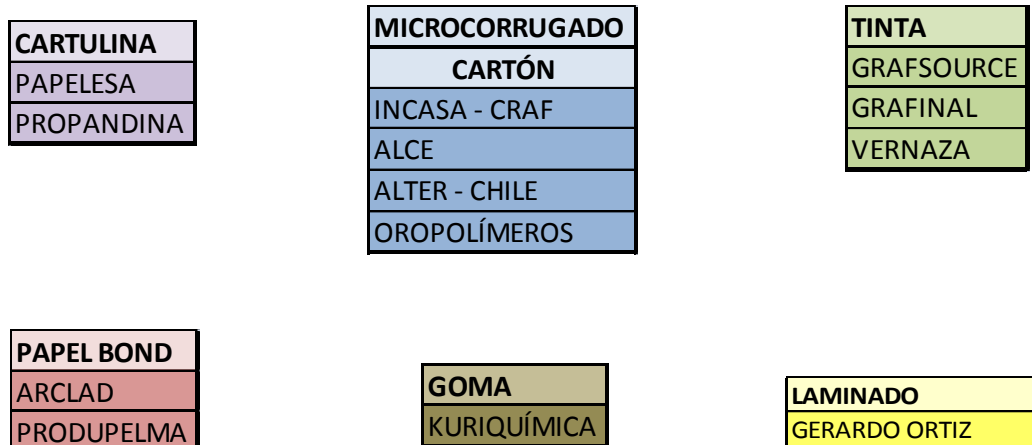 CARTULINA
PAPELESA
PROPANDINA
MICROCORRUGADO
CARTÓN
INCASA - CRAF
ALCE
ALTER - CHILE
OROPOLÍMEROS
TINTA
GRAFSOURCE
GRAFINAL
VERNAZA
PAPEL BOND
ARCLAD
PRODUPELMA
GOMA
KURIQUÍMICA
LAMINADO
GERARDO ORTIZ